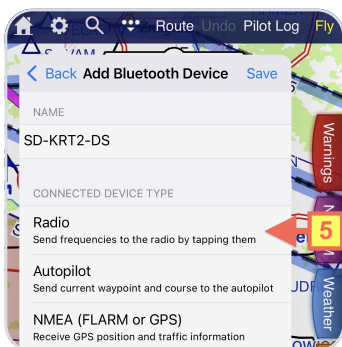 Route Undo Pilot Log Fly
Back Add Bluetooth Device Save
NAME
SD-KRT2-DS
CONNECTED DEVICE TYPE
Radio
Send frequencies to the radio by tapping them
Autopilot
Send current waypoint and course to the autopilot
NMEA (FLARM or GPS)
Receive GPS position and traffic information
Warnings
5
Weather